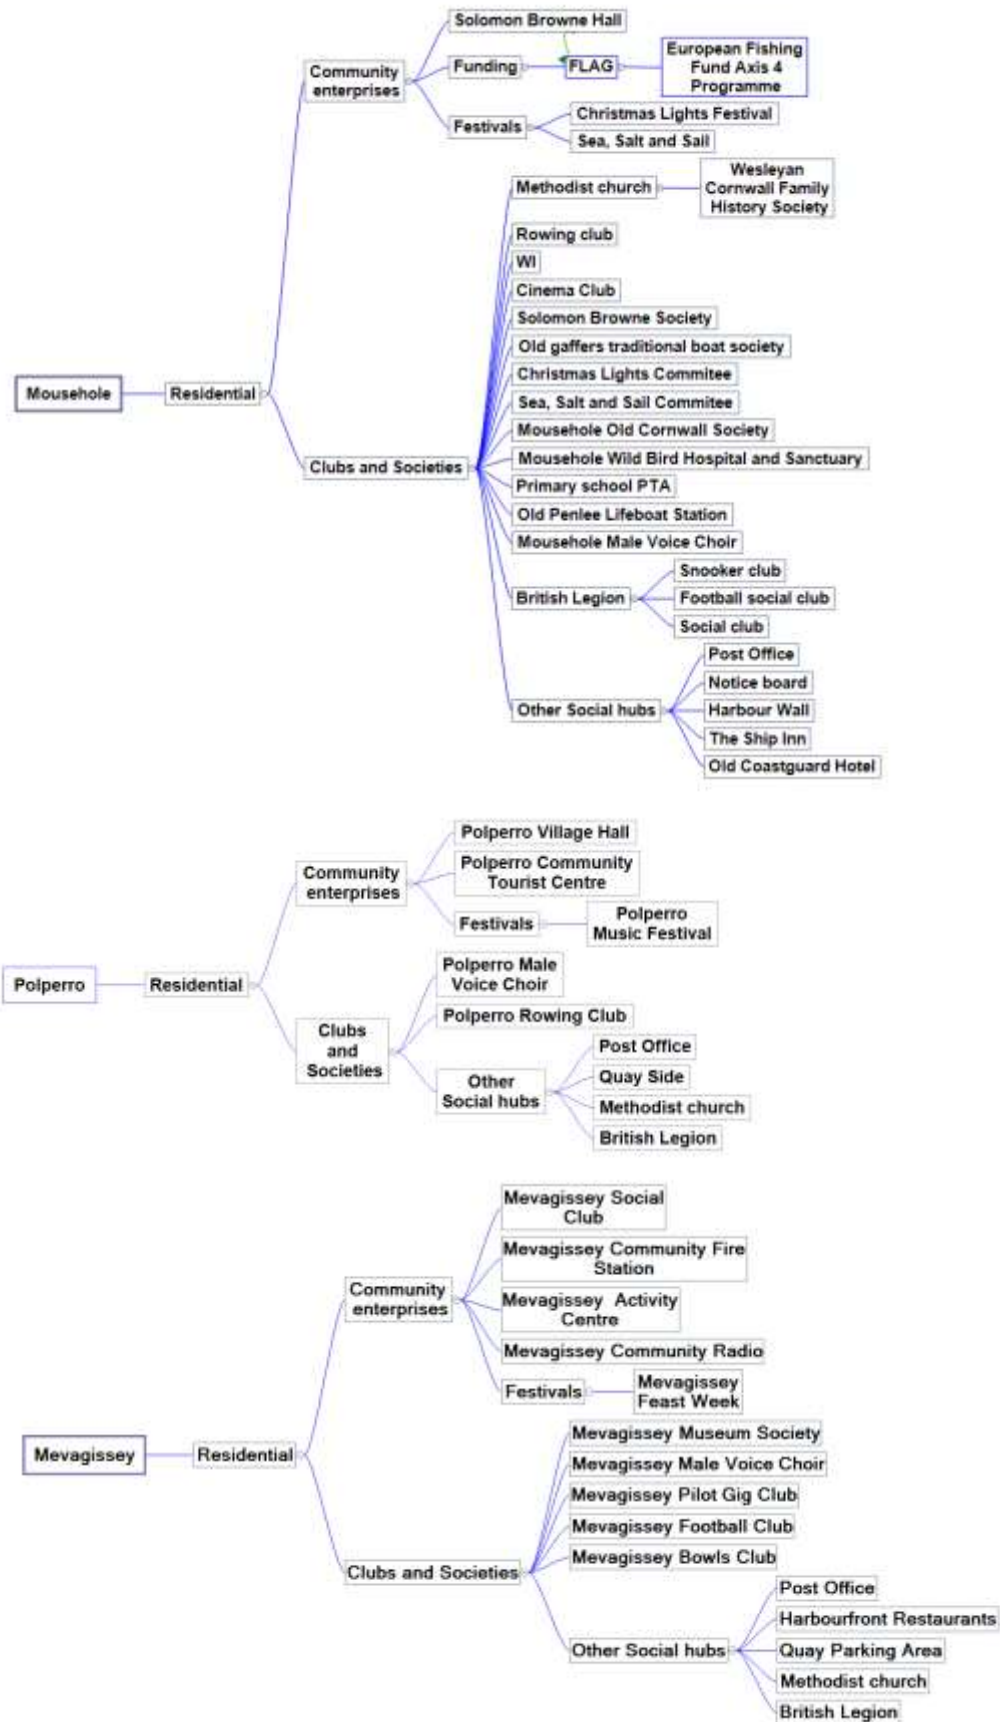 Solomon Browne Hall
Community
enterprises
Funding
FLAG
European Fishing
Fund Axis 4
Programme
Festivals
Christmas Lights Festival
Sea, Salt and Sail
Methodist church
Wesleyan
Cornwall Family
History Society
Rowing club
WI
Cinema Club
Solomon Browne Society
Old gaffers traditional boat society
Mousehole
Residential
Christmas Lights Commitee
Sea, Salt and Sail Commitee
Mousehole Old Cornwall Society
Clubs and Societies
Mousehole Wild Bird Hospital and Sanctuary
Primary school PTA
Old Penlee Lifeboat Station
Mousehole Male Voice Choir
British Legion
Snooker club
Football social club
Social club
Other Social hubs
Post Office
Notice board
Harbour Wall
The Ship Inn
Old Coastguard Hotel
Polperro
Residential
Community
enterprises
Polperro Village Hall
Polperro Community
Tourist Centre
Festivals
Polperro
Music Festival
Clubs
and
Societies
Polperro Male
Voice Choir
Polperro Rowing Club
Other
Social hubs
Post Office
Quay Side
Methodist church
British Legion
Mevagissey
Residential
Community
enterprises
Mevagissey Social
Club
Mevagissey Community Fire
Station
Mevagissey Activity
Centre
Mevagissey Community Radio
Festivals
Mevagissey
Feast Week
Clubs and Societies
Mevagissey Museum Society
Mevagissey Male Voice Choir
Mevagissey Pilot Gig Club
Mevagissey Football Club
Mevagissey Bowls Club
Other Social hubs
Post Office
Harbourfront Restaurants
Quay Parking Area
Methodist church
British Legion